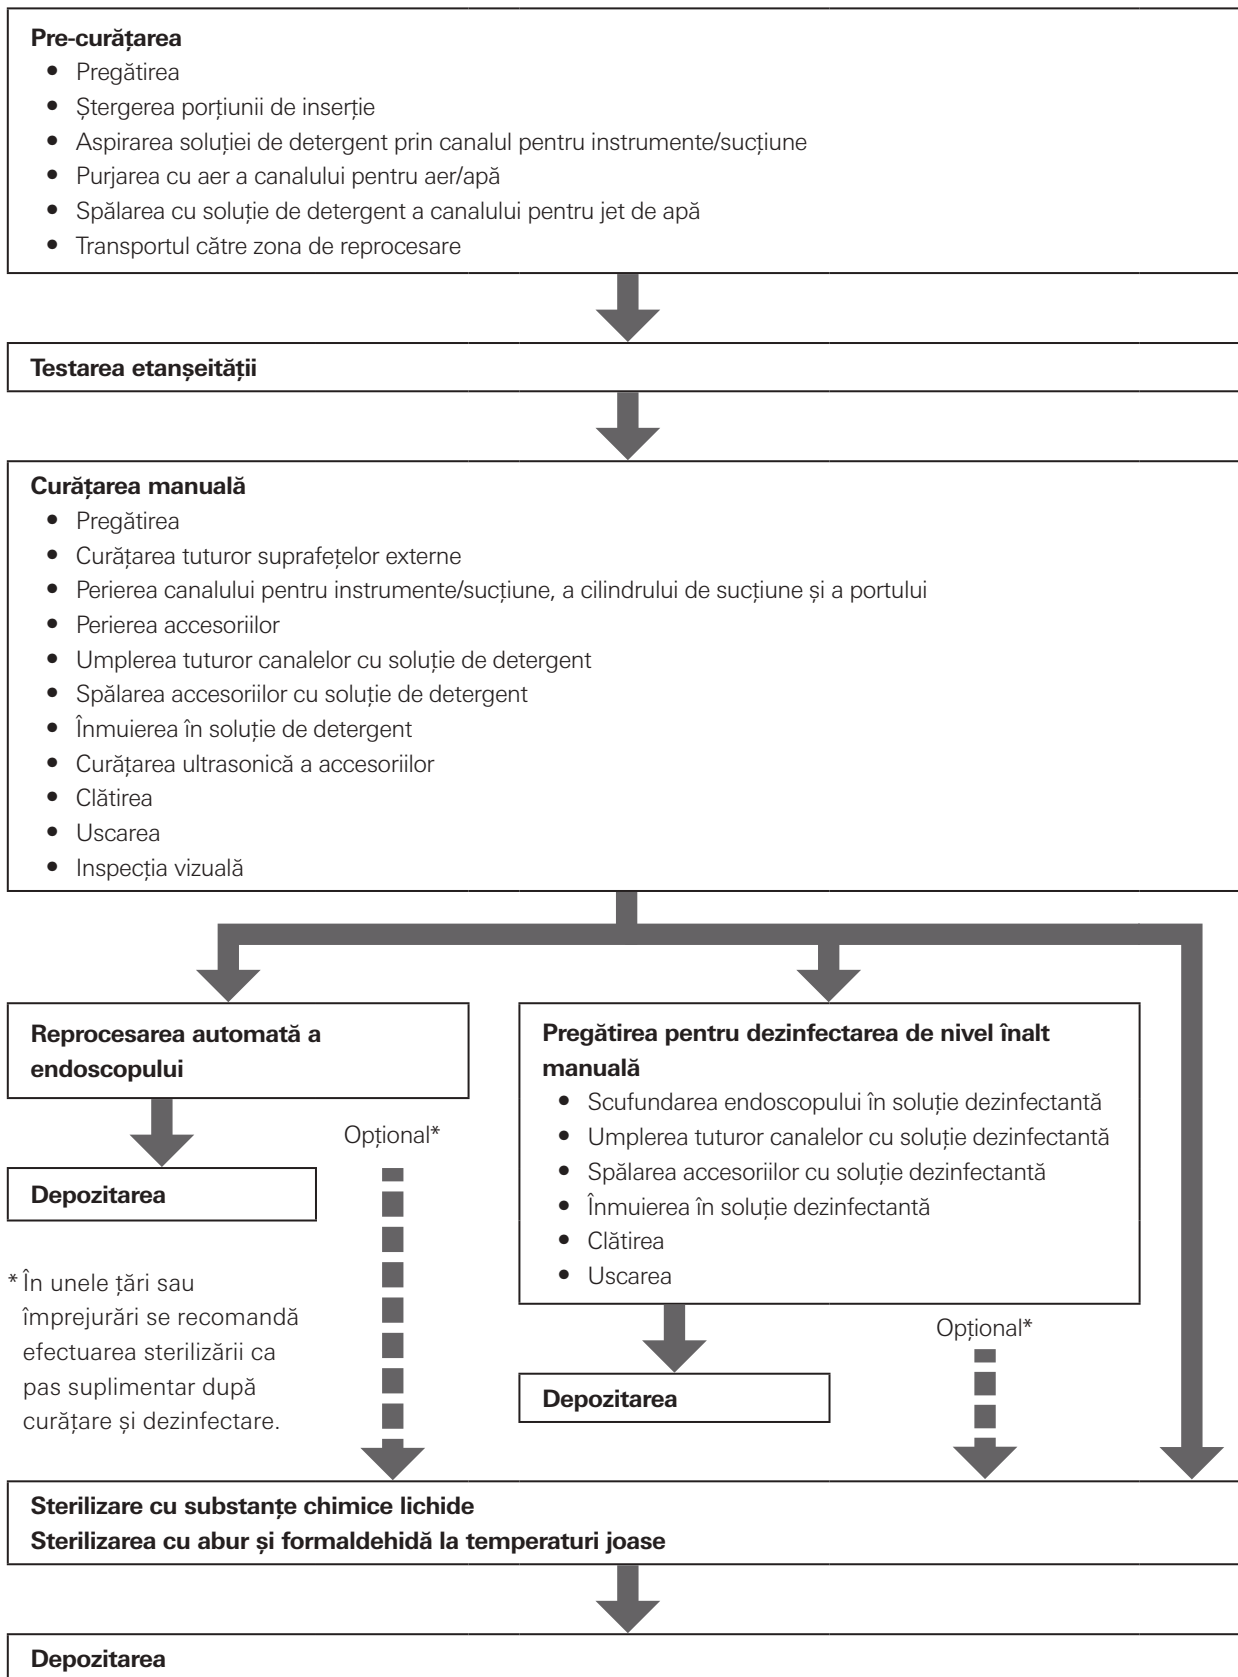 Pre-curățarea
• Pregătirea
• Ștergerea porțiunii de inserție
• Aspirarea soluției de detergent prin canalul pentru instrumente/sucțiune
• Purjarea cu aer a canalului pentru aer/apă
• Spălarea cu soluție de detergent a canalului pentru jet de apă
• Transportul către zona de reprocesare
Testarea etanșeității
Curățarea manuală
• Pregătirea
• Curățarea tuturor suprafețelor externe
• Perierea canalului pentru instrumente/sucțiune, a cilindrului de sucțiune și a portului
• Perierea accesoriilor
• Umplerea tuturor canalelor cu soluție de detergent
• Spălarea accesoriilor cu soluție de detergent
• Înmuierea în soluție de detergent
• Curățarea ultrasonică a accesoriilor
• Clătirea
• Uscarea
• Inspecția vizuală
Reprocesarea automată a
endoscopului
Opțional*
Depozitarea
* În unele țări sau
împrejurări se recomandă
efectuarea sterilizării ca
pas suplimentar după
curățare și dezinfectare.
Pregătirea pentru dezinfectarea de nivel înalt
manuală
• Scufundarea endoscopului în soluție dezinfectantă
• Umplerea tuturor canalelor cu soluție dezinfectantă
• Spălarea accesoriilor cu soluție dezinfectantă
• Înmuierea în soluție dezinfectantă
• Clătirea
• Uscarea
Opțional*
Depozitarea
Sterilizare cu substanțe chimice lichide
Sterilizarea cu abur și formaldehidă la temperaturi joase
Depozitarea